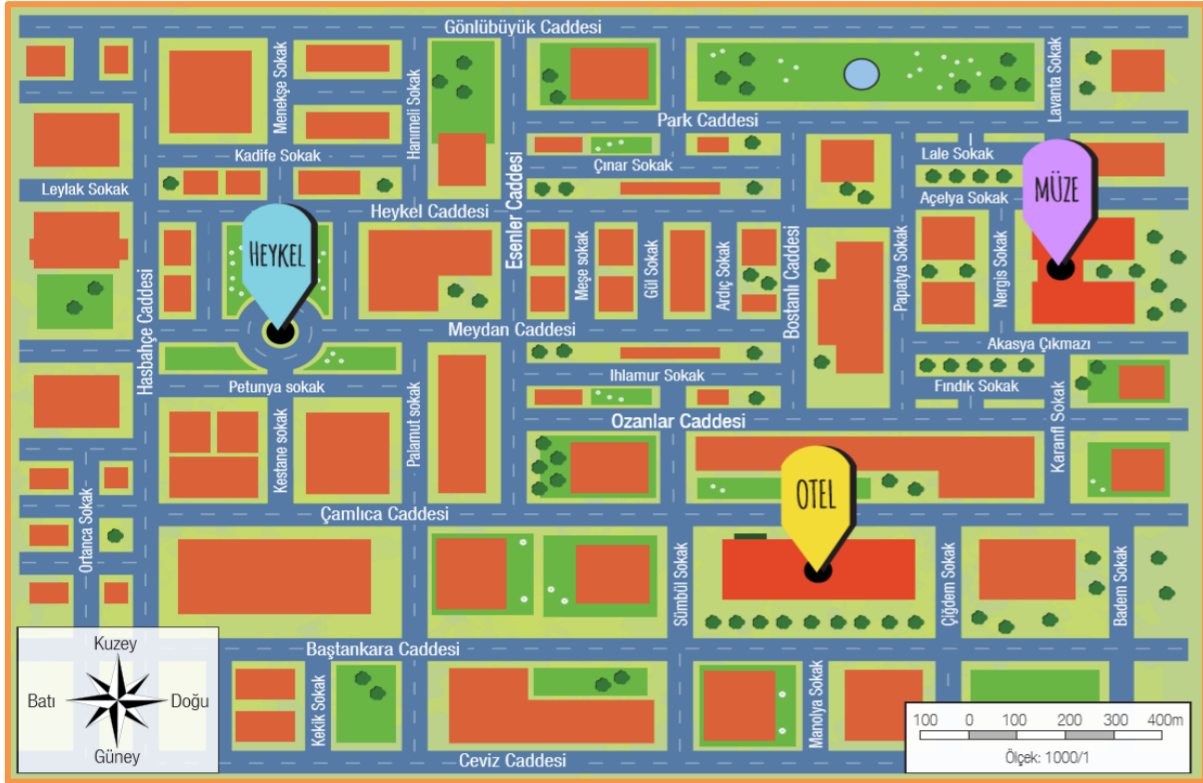 Gönlübüyük Caddesi
Menekşe Sokak
Hanımeli Sokak
Lavanta Sokak
Park Caddesi
Kadife Sokak
Çınar Sokak
Lale Sokak
Leylak Sokak
Açelya Sokak
MÜZE
Heykel Caddesi
Esenler Caddesi
HEYKEL
Meşe sokak
Gül Sokak
Ardıç Sokak
Bostanlı Caddesi
Papatya Sokak
Nergis Sokak
Hasbahçe Caddesi
Meydan Caddesi
Akasya Çıkmazı
Petunya sokak
Ihlamur Sokak
Fındık Sokak
Ozanlar Caddesi
Kestane sokak
Palamut sokak
Karanfl Sokak
OTEL
Çamlıca Caddesi
Ortanca Sokak
Sümbül Sokak
Çiğdem Sokak
Badem Sokak
Baştankara Caddesi
Kuzey
Batı
Doğu
Güney
Kekik Sokak
Manolya Sokak
100 0 100 200 300 400m
Ölçek: 1000/1
Ceviz Caddesi